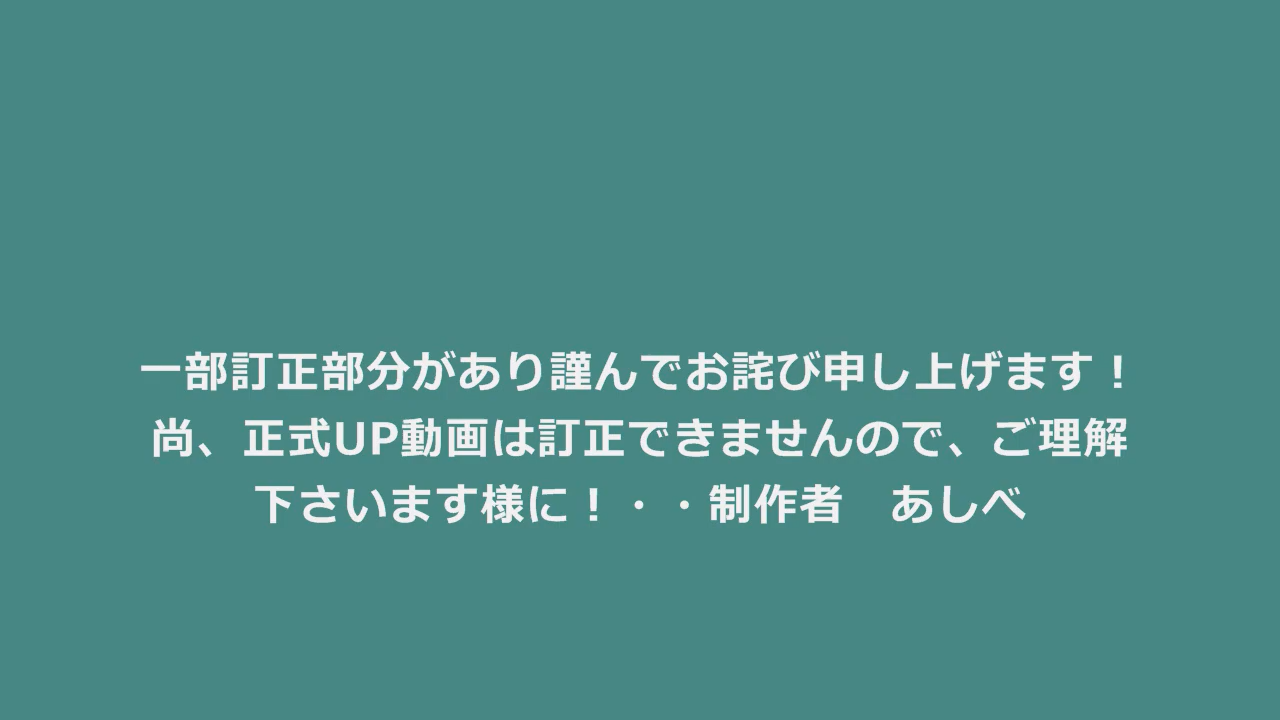 一部訂正部分があり謹んでお詫び申し上げます！
尚、正式UP動画は訂正できませんので、ご理解
下さいます様に！・・制作者　あしべ